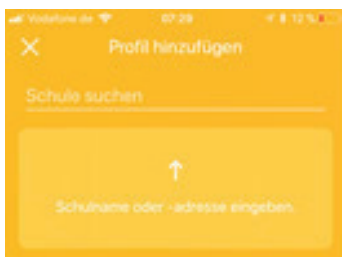 Vodafone.de 07:29 12 %
Profil hinzufügen
Schule suchen
Schulname oder -adresse eingeben.